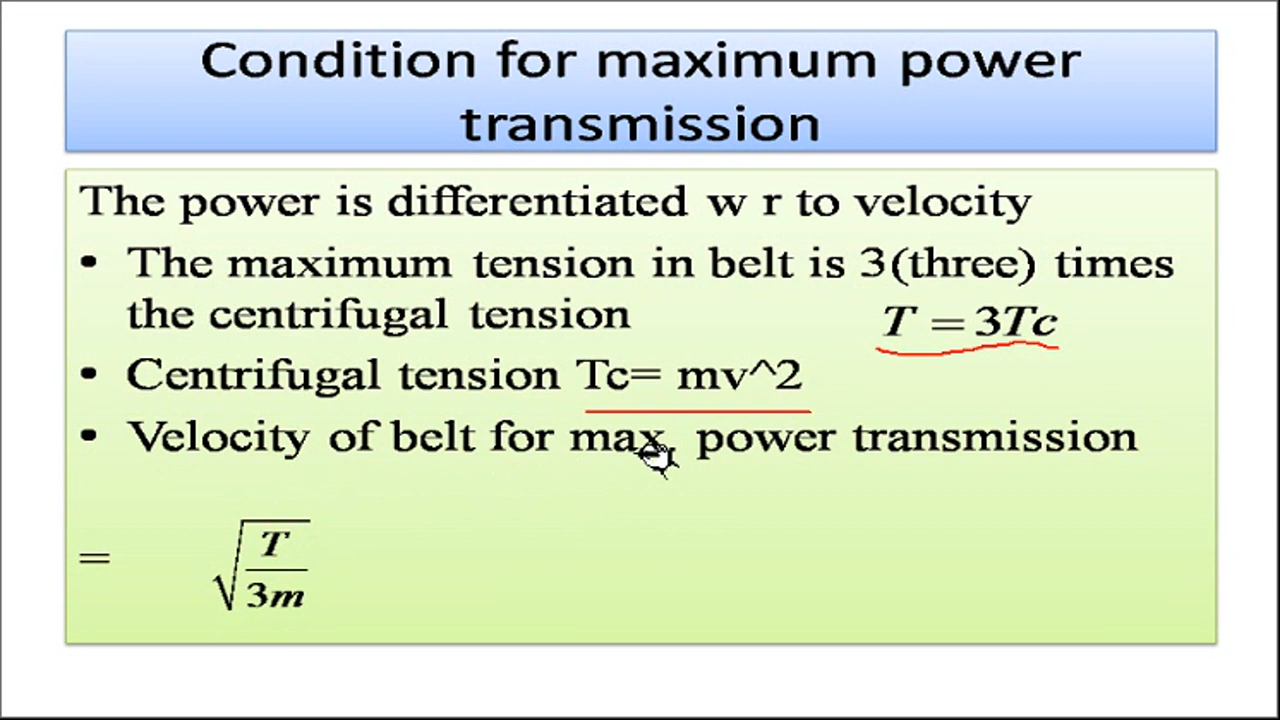 Condition for maximum power
transmission
The power is differentiated w r to velocity
• The maximum tension in belt is 3(three) times
the centrifugal tension
T = 3Tc
• Centrifugal tension Tc= mv^2
• Velocity of belt for max. power transmission
= √(T/3m)